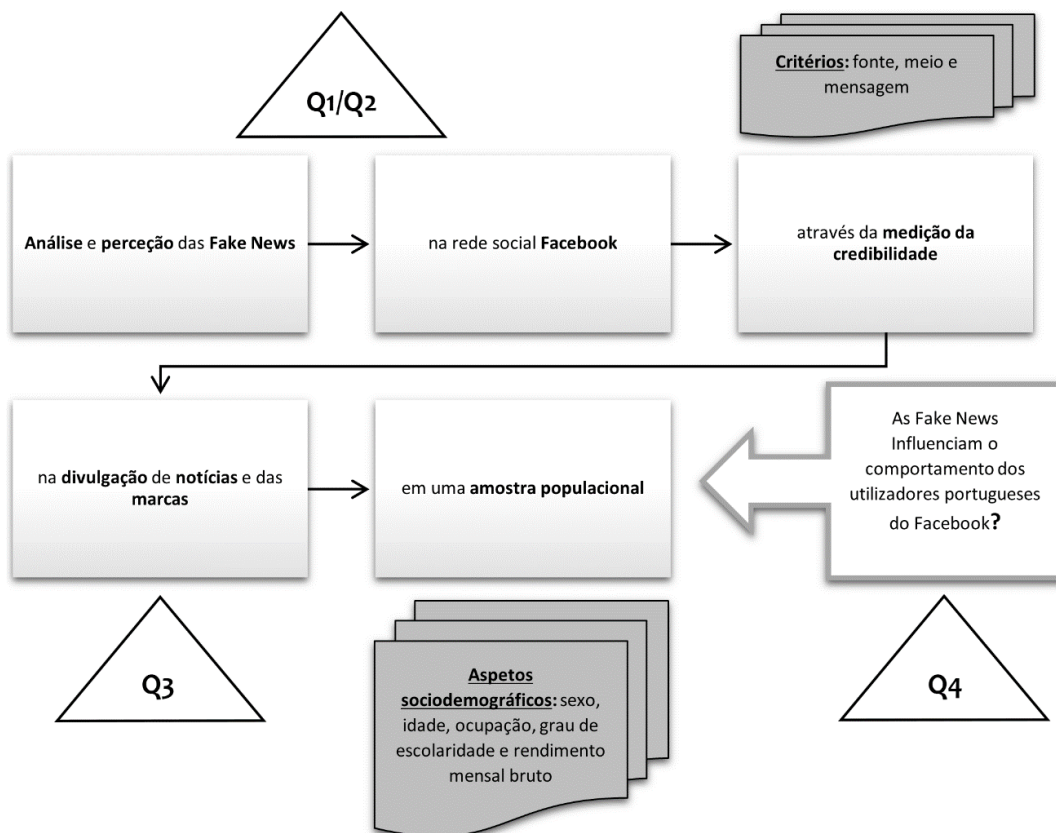 Q1/Q2
Critérios: fonte, meio e
mensagem
Análise e perceção das Fake News
na rede social Facebook
através da medição da
credibilidade
na divulgação de notícias e das
marcas
em uma amostra populacional
As Fake News
Influenciam o
comportamento dos
utilizadores portugueses
do Facebook?
Q3
Aspetos
sociodemográficos: sexo,
idade, ocupação, grau de
escolaridade e rendimento
mensal bruto
Q4